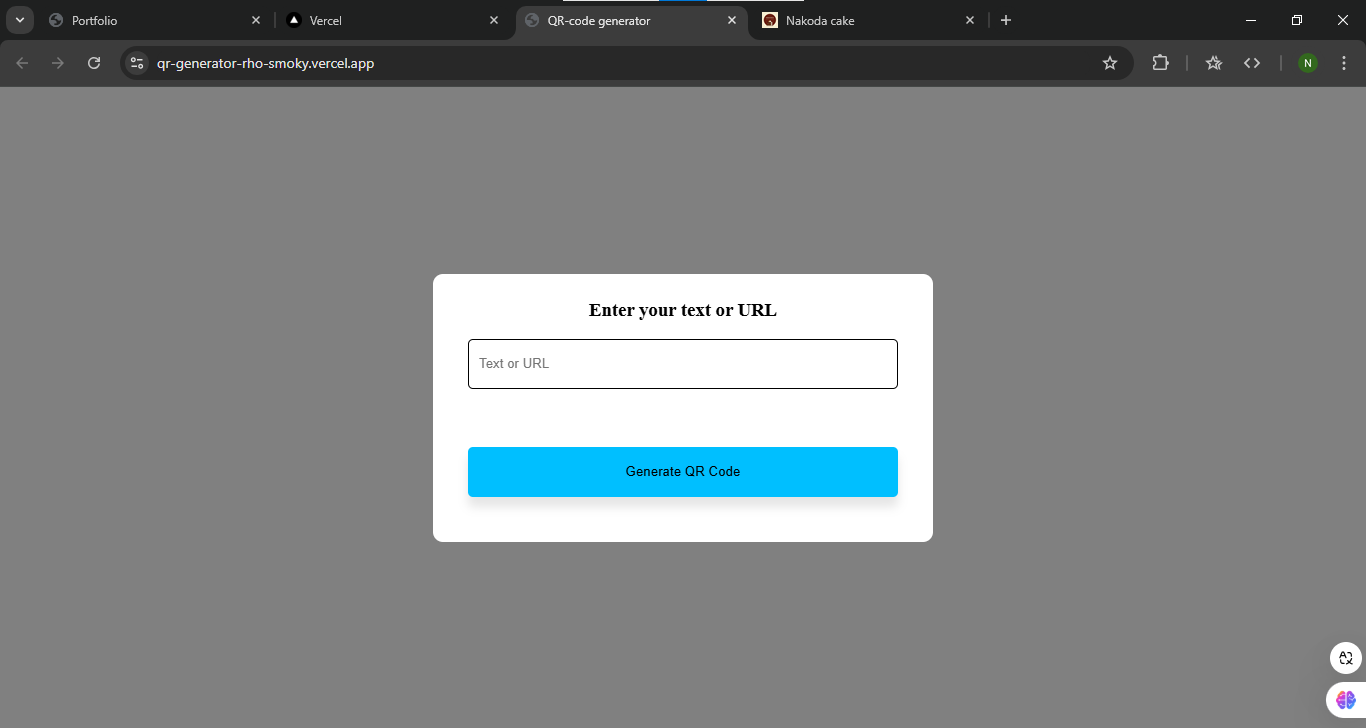 Portfolio
Vercel
QR-code generator
Nakoda cake
qr-generator-rho-smoky.vercel.app
N
Enter your text or URL
Text or URL
Generate QR Code